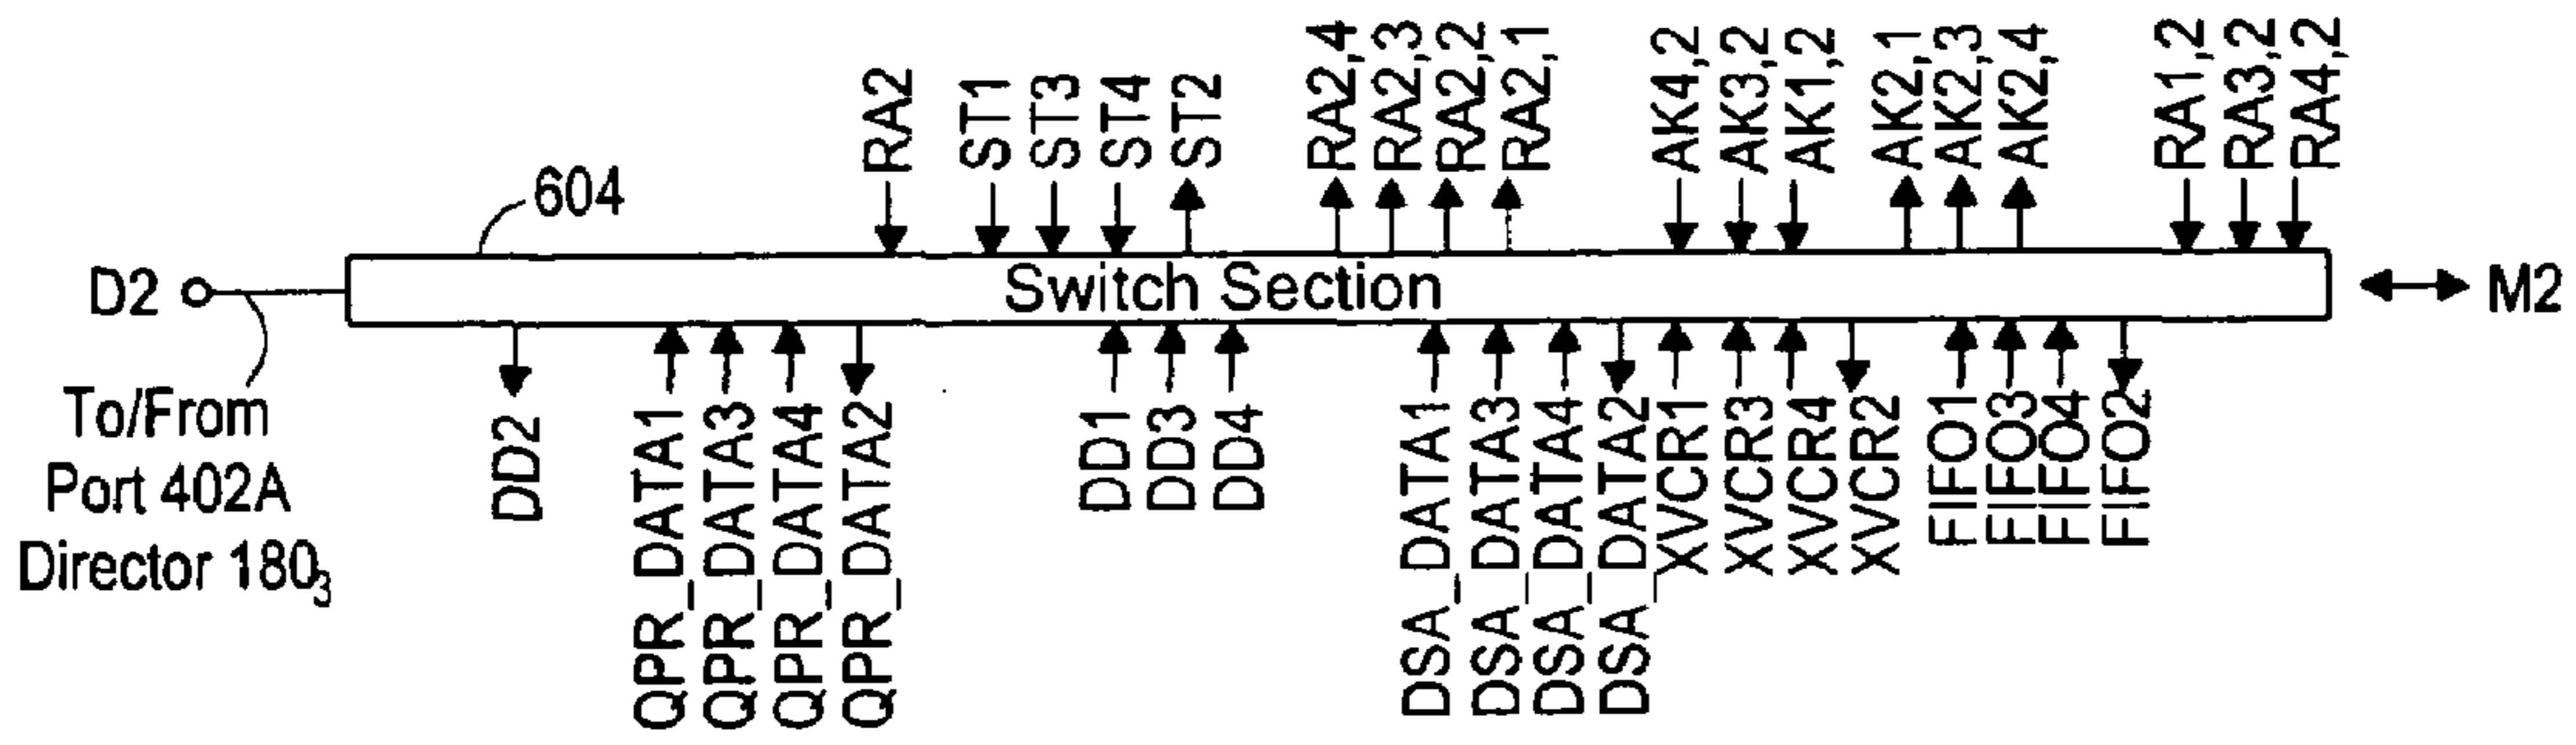 RA2
ST1
ST3
ST4
ST2
RA2,4
RA2,3
RA2,2
RA2,1
AK4,2
AK3,2
AK1,2
AK2,1
AK2,3
AK2,4
RA1,2
RA3,2
RA4,2
604
D2
Switch Section
M2
To/From
Port 402A
Director 180₃
DD2
QPR_DATA1
QPR_DATA3
QPR_DATA4
QPR_DATA2
DD1
DD3
DD4
DSA_DATA1
DSA_DATA3
DSA_DATA4
DSA_DATA2
XVCR1
XVCR3
XVCR4
XVCR2
FIFO1
FIFO3
FIFO4
FIFO2